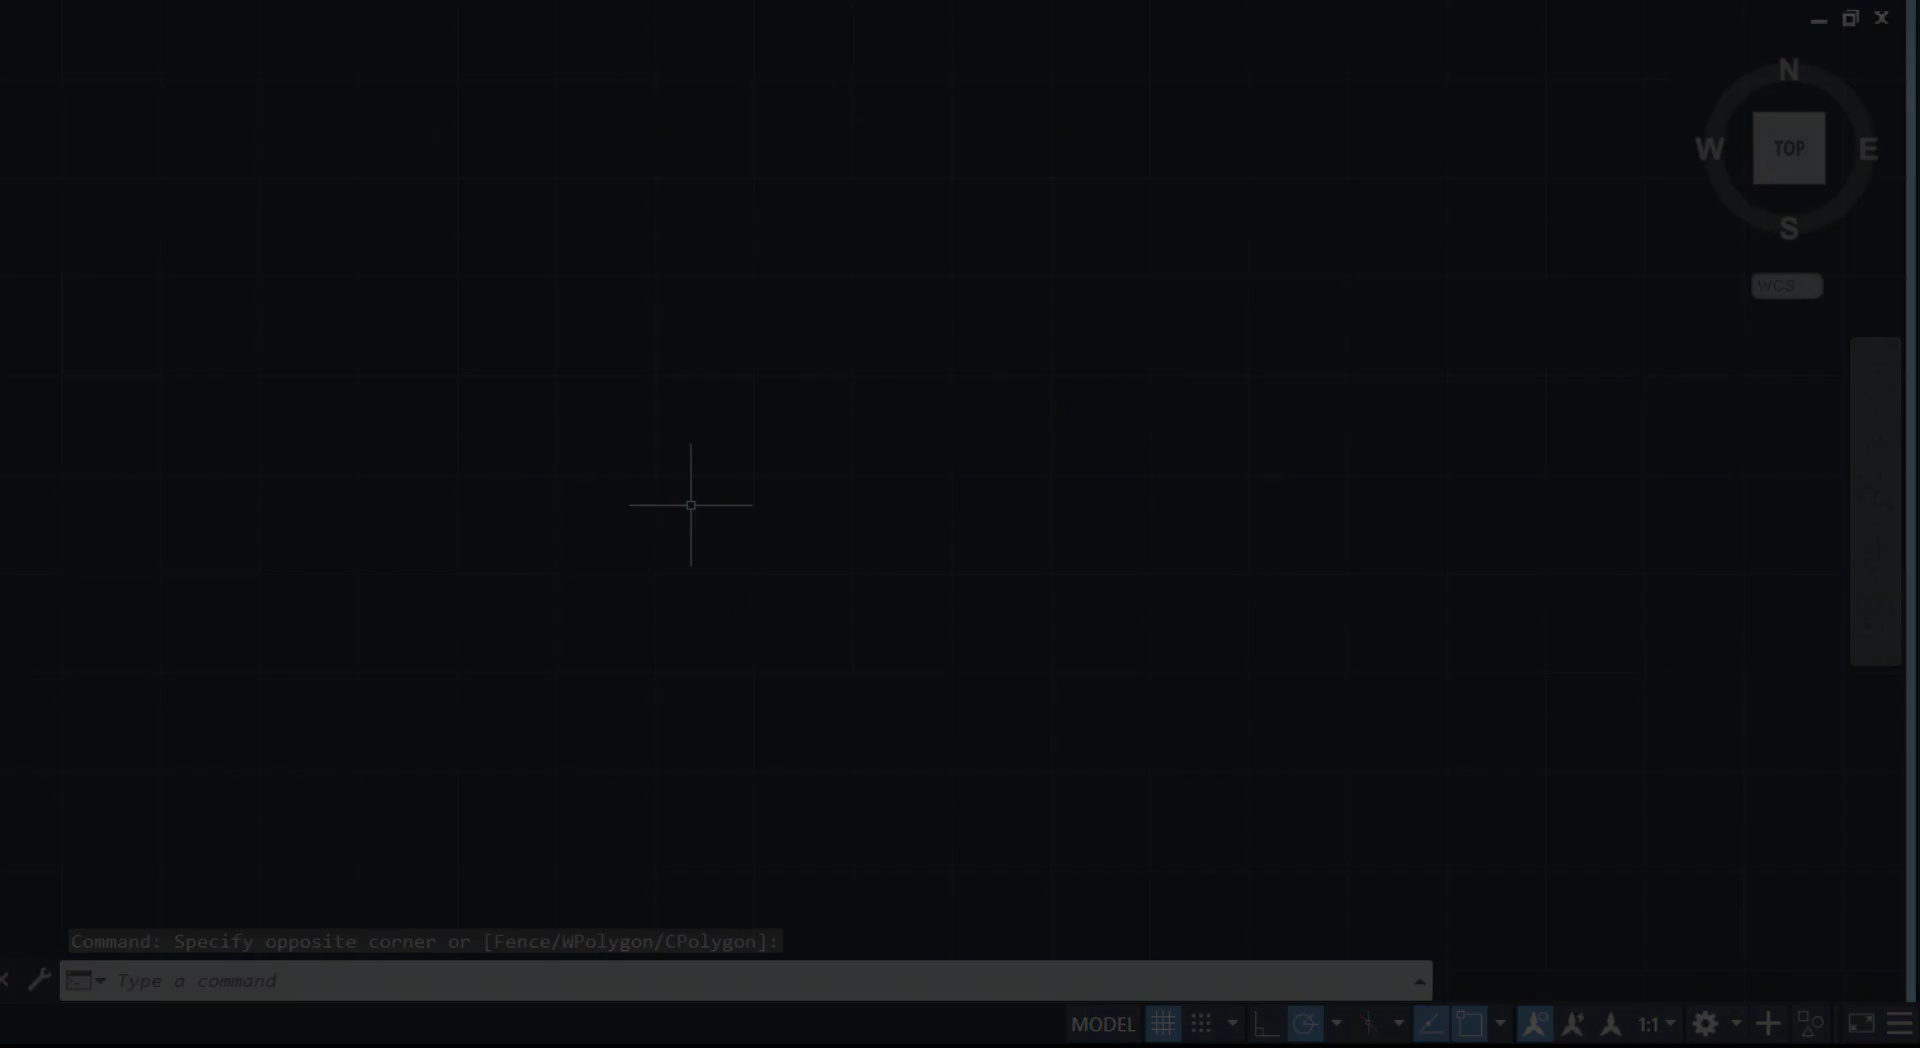 N
W TOP E
S
WCS
Command: Specify opposite corner or [Fence/WPolygon/CPolygon]:
Type a command
MODEL 1:1